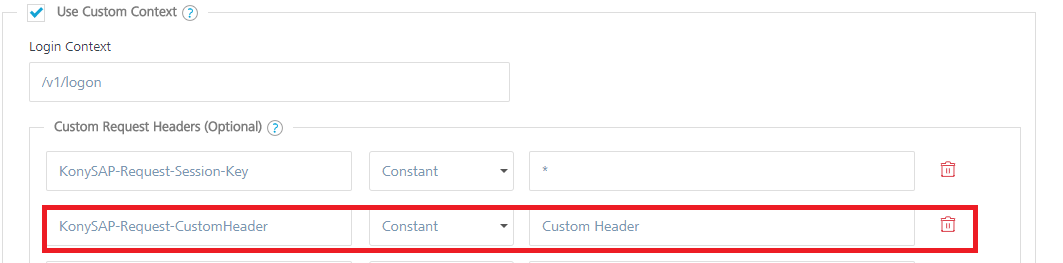 Use Custom Context ?
Login Context
/v1/logon
Custom Request Headers (Optional) ?
KonySAP-Request-Session-Key Constant *
KonySAP-Request-CustomHeader Constant Custom Header